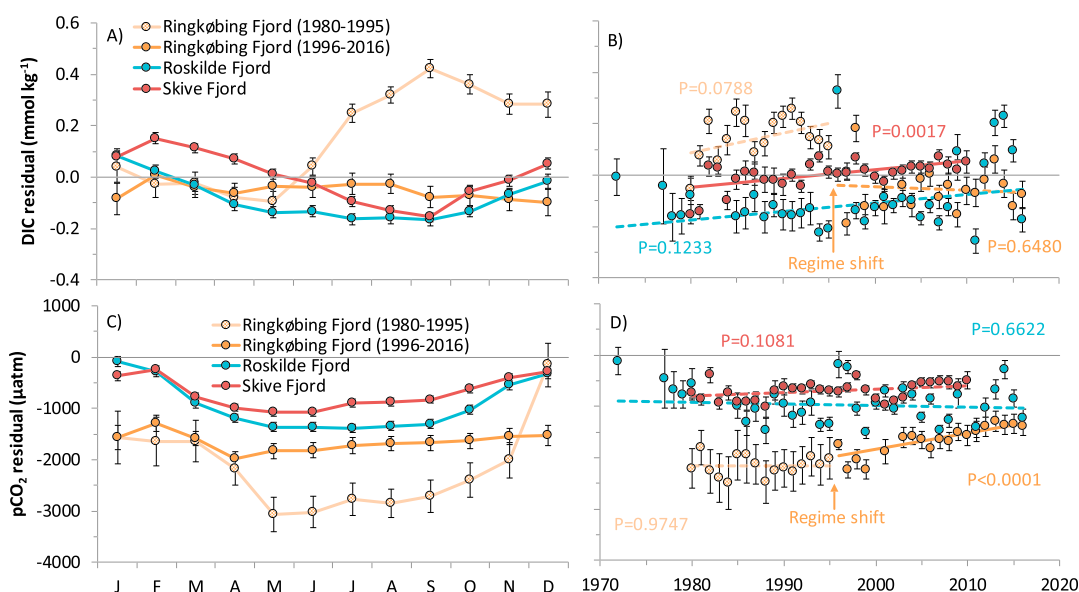 A)
Ringkøbing Fjord (1980-1995)
Ringkøbing Fjord (1996-2016)
Roskilde Fjord
Skive Fjord
DIC residual (mmol kg⁻¹)
0.6
0.4
0.2
0.0
-0.2
-0.4
B)
P=0.0788
P=0.0017
P=0.1233
P=0.6480
Regime shift
C)
Ringkøbing Fjord (1980-1995)
Ringkøbing Fjord (1996-2016)
Roskilde Fjord
Skive Fjord
pCO₂ residual (µatm)
1000
0
-1000
-2000
-3000
-4000
J F M A M J J A S O N D
D)
P=0.6622
P=0.1081
P<0.0001
Regime shift
P=0.9747
1970 1980 1990 2000 2010 2020